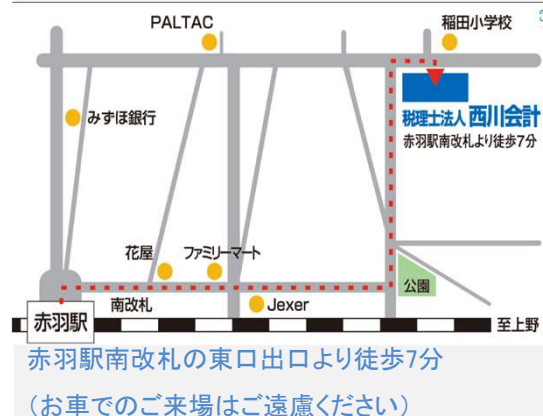 PALTAC
稲田小学校
みずほ銀行
税理士法人 西川会計
赤羽駅南改札より徒歩7分
花屋
ファミリーマート
公園
南改札
Jexer
赤羽駅
至上野
赤羽駅南改札の東口出口より徒歩7分
(お車でのご来場はご遠慮ください)